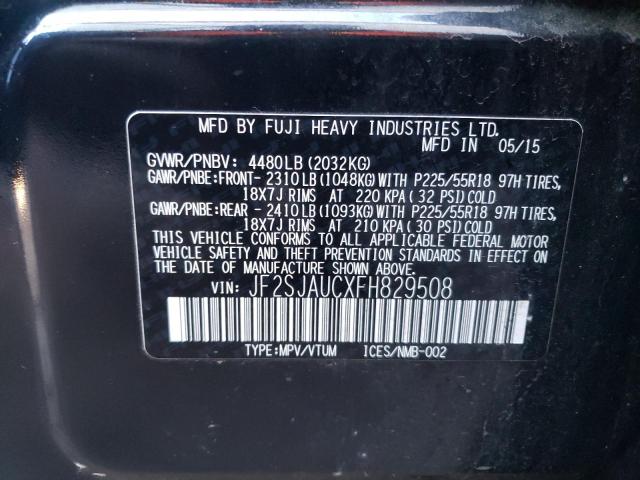 MFD BY FUJI HEAVY INDUSTRIES LTD.
MFD IN 05/15
GVWR/PNBV: 4480LB (2032KG)
GAWR/PNBE:FRONT- 2310LB (1048KG) WITH P225/55R18 97H TIRES,
18X7J RIMS AT 220 KPA ( 32 PSI) COLD
GAWR/PNBE:REAR - 2410LB (1093KG) WITH P225/55R18 97H TIRES,
18X7J RIMS AT 210 KPA ( 30 PSI) COLD
THIS VEHICLE CONFORMS TO ALL APPLICABLE FEDERAL MOTOR
VEHICLE SAFETY AND THEFT PREVENTION STANDARDS IN
EFFECT ON THE DATE OF MANUFACTURE SHOWN ABOVE.
VIN: JF2SJAUCXFH829508
TYPE:MPV/VTUM ICES/NMB-002